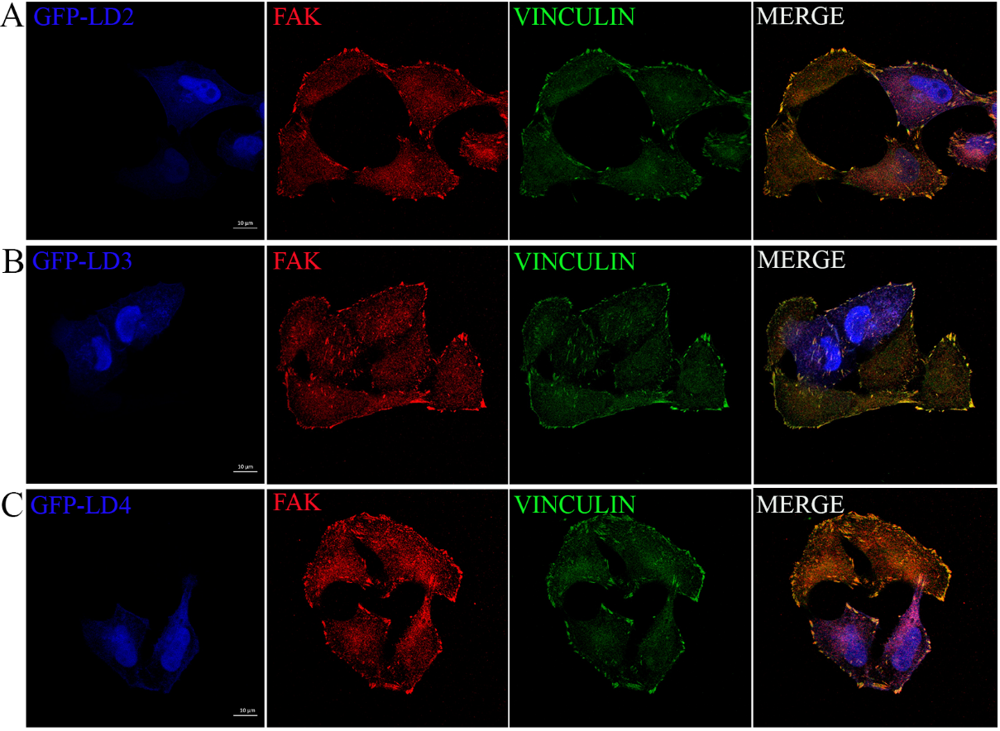 A GFP-LD2 FAK VINCULIN MERGE
10 µm
B GFP-LD3 FAK VINCULIN MERGE
10 µm
C GFP-LD4 FAK VINCULIN MERGE
10 µm